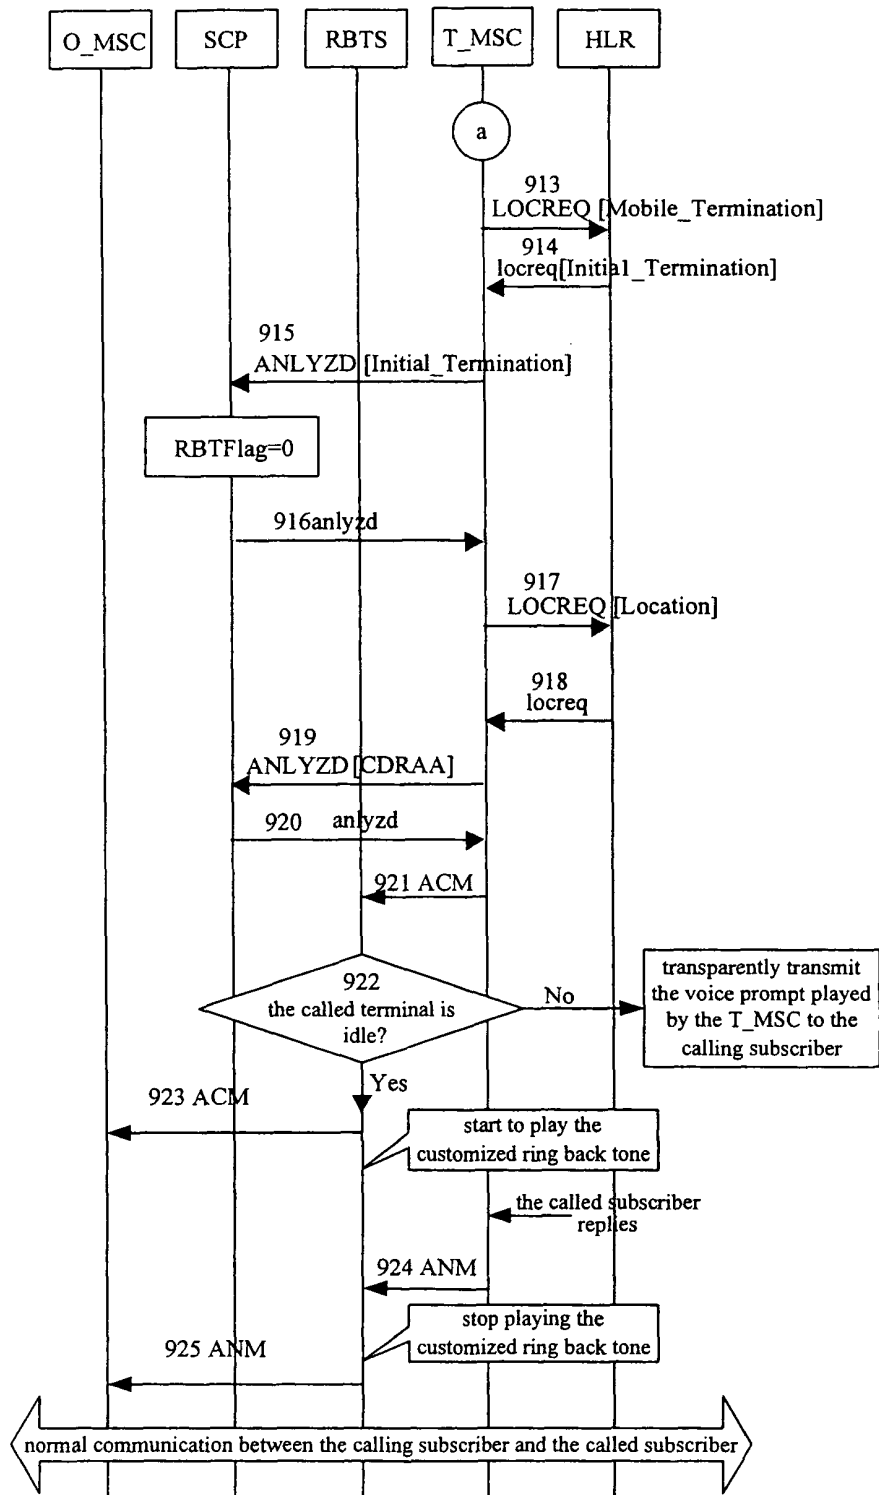 O_MSC
SCP
RBTS
T_MSC
HLR
a
913
LOCREQ [Mobile_Termination]
914
locreq[Initial_Termination]
915
ANLYZD [Initial_Termination]
RBTFlag=0
916anlyzd
917
LOCREQ [Location]
918
locreq
919
ANLYZD [CDRAA]
920 anlyzd
921 ACM
922
the called terminal is
idle?
No
transparently transmit
the voice prompt played
by the T_MSC to the
calling subscriber
Yes
923 ACM
start to play the
customized ring back tone
the called subscriber
replies
924 ANM
stop playing the
customized ring back tone
925 ANM
normal communication between the calling subscriber and the called subscriber